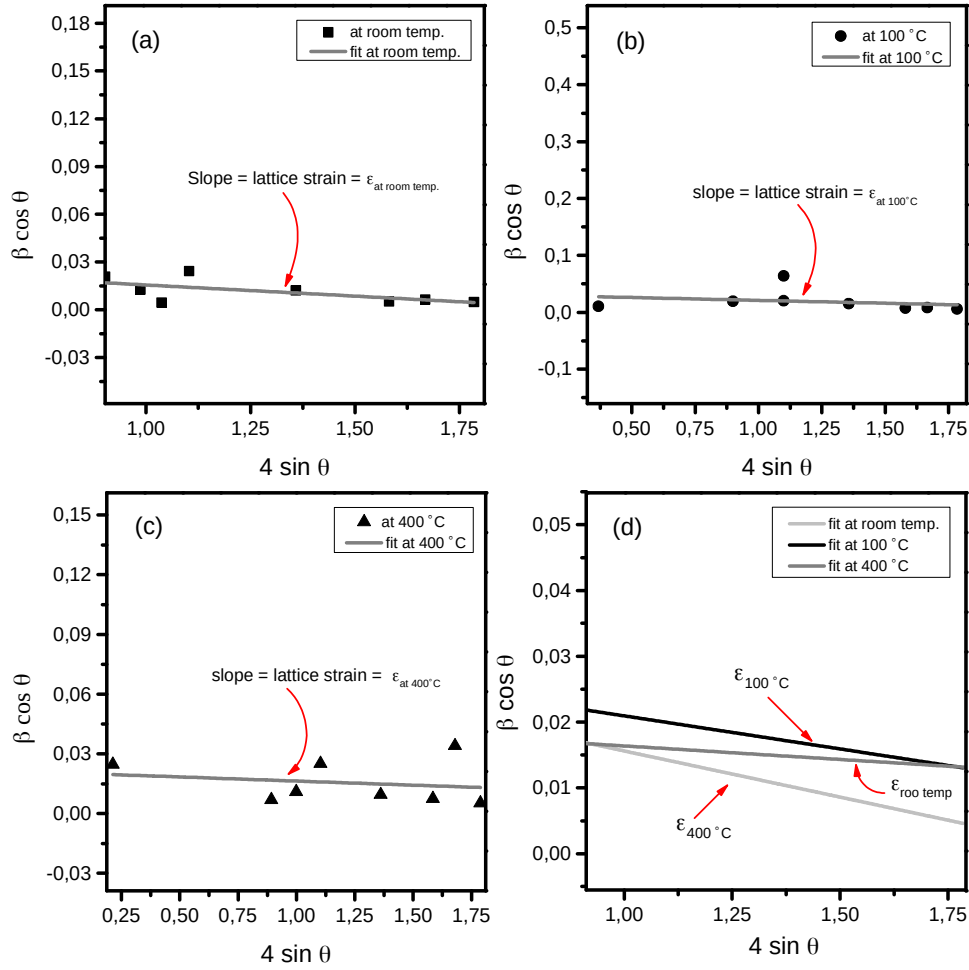 (a)
at room temp.
fit at room temp.
Slope = lattice strain = ε at room temp.
β cos θ
0,18
0,15
0,12
0,09
0,06
0,03
0,00
-0,03
1,00 1,25 1,50 1,75
4 sin θ
(b)
at 100 °C
fit at 100 °C
slope = lattice strain = ε at 100°C
β cos θ
0,5
0,4
0,3
0,2
0,1
0,0
-0,1
0,50 0,75 1,00 1,25 1,50 1,75
4 sin θ
(c)
at 400 °C
fit at 400 °C
slope = lattice strain = ε at 400°C
β cos θ
0,15
0,12
0,09
0,06
0,03
0,00
-0,03
0,25 0,50 0,75 1,00 1,25 1,50 1,75
4 sin θ
(d)
fit at room temp.
fit at 100 °C
fit at 400 °C
ε 100 °C
ε roo temp
ε 400 °C
β cos θ
0,05
0,04
0,03
0,02
0,01
0,00
1,00 1,25 1,50 1,75
4 sin θ